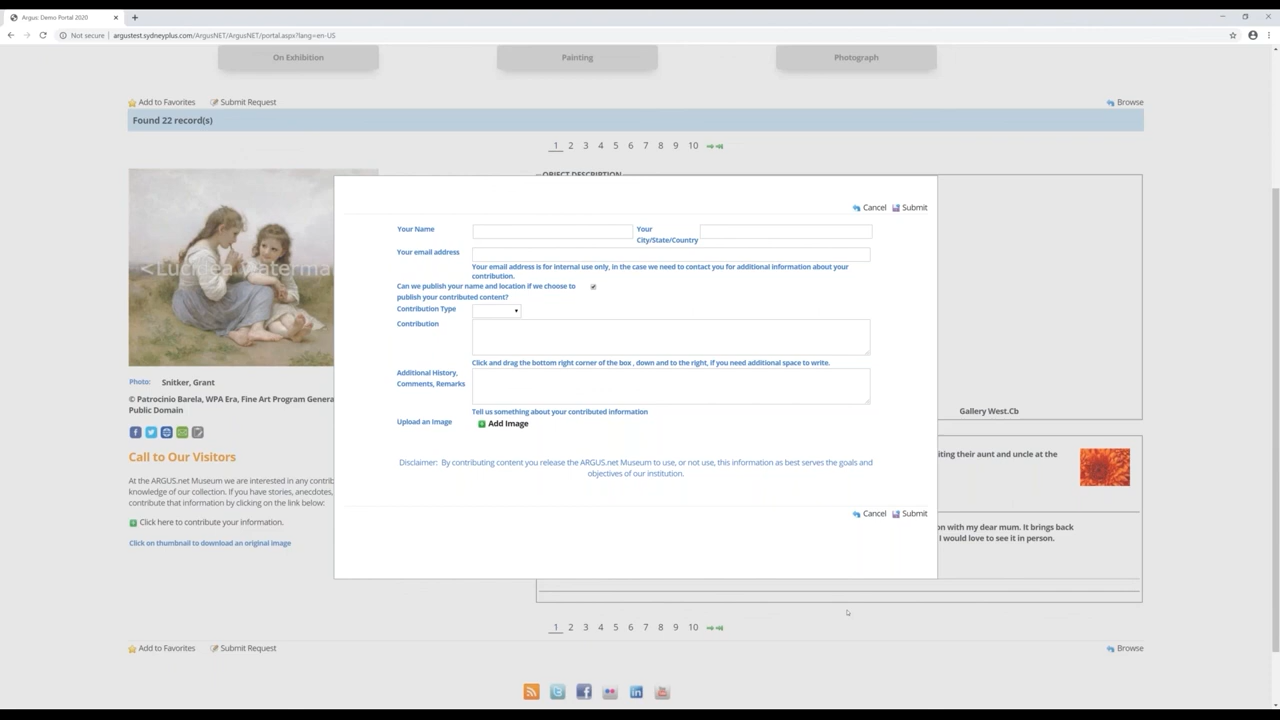 Argus: Demo Portal 2020
Not secure | argustest.sydneyplus.com/ArgusNET/ArgusNET/portal.aspx?lang=en-US
On Exhibition
Painting
Photograph
Add to Favorites
Submit Request
Browse
Found 22 record(s)
1 2 3 4 5 6 7 8 9 10
OBJECT DESCRIPTION
Cancel Submit
Your Name
Your
City/State/Country
Your email address
Your email address is for internal use only, in the case we need to contact you for additional information about your
contribution.
Can we publish your name and location if we choose to
publish your contributed content?
Contribution Type
Contribution
Click and drag the bottom right corner of the box , down and to the right, if you need additional space to write.
Additional History,
Comments, Remarks
Tell us something about your contributed information
Upload an Image
Add Image
Disclaimer: By contributing content you release the ARGUS.net Museum to use, or not use, this information as best serves the goals and
objectives of our institution.
Cancel Submit
<Lucidea Waterma
Photo: Snitker, Grant
© Patrocinio Barela, WPA Era, Fine Art Program Genera
Public Domain
Call to Our Visitors
At the ARGUS.net Museum we are interested in any contrib
knowledge of our collection. If you have stories, anecdotes,
contribute that information by clicking on the link below:
Click here to contribute your information.
Click on thumbnail to download an original image
Gallery West.Cb
iting their aunt and uncle at the
on with my dear mum. It brings back
I would love to see it in person.
1 2 3 4 5 6 7 8 9 10
Add to Favorites
Submit Request
Browse